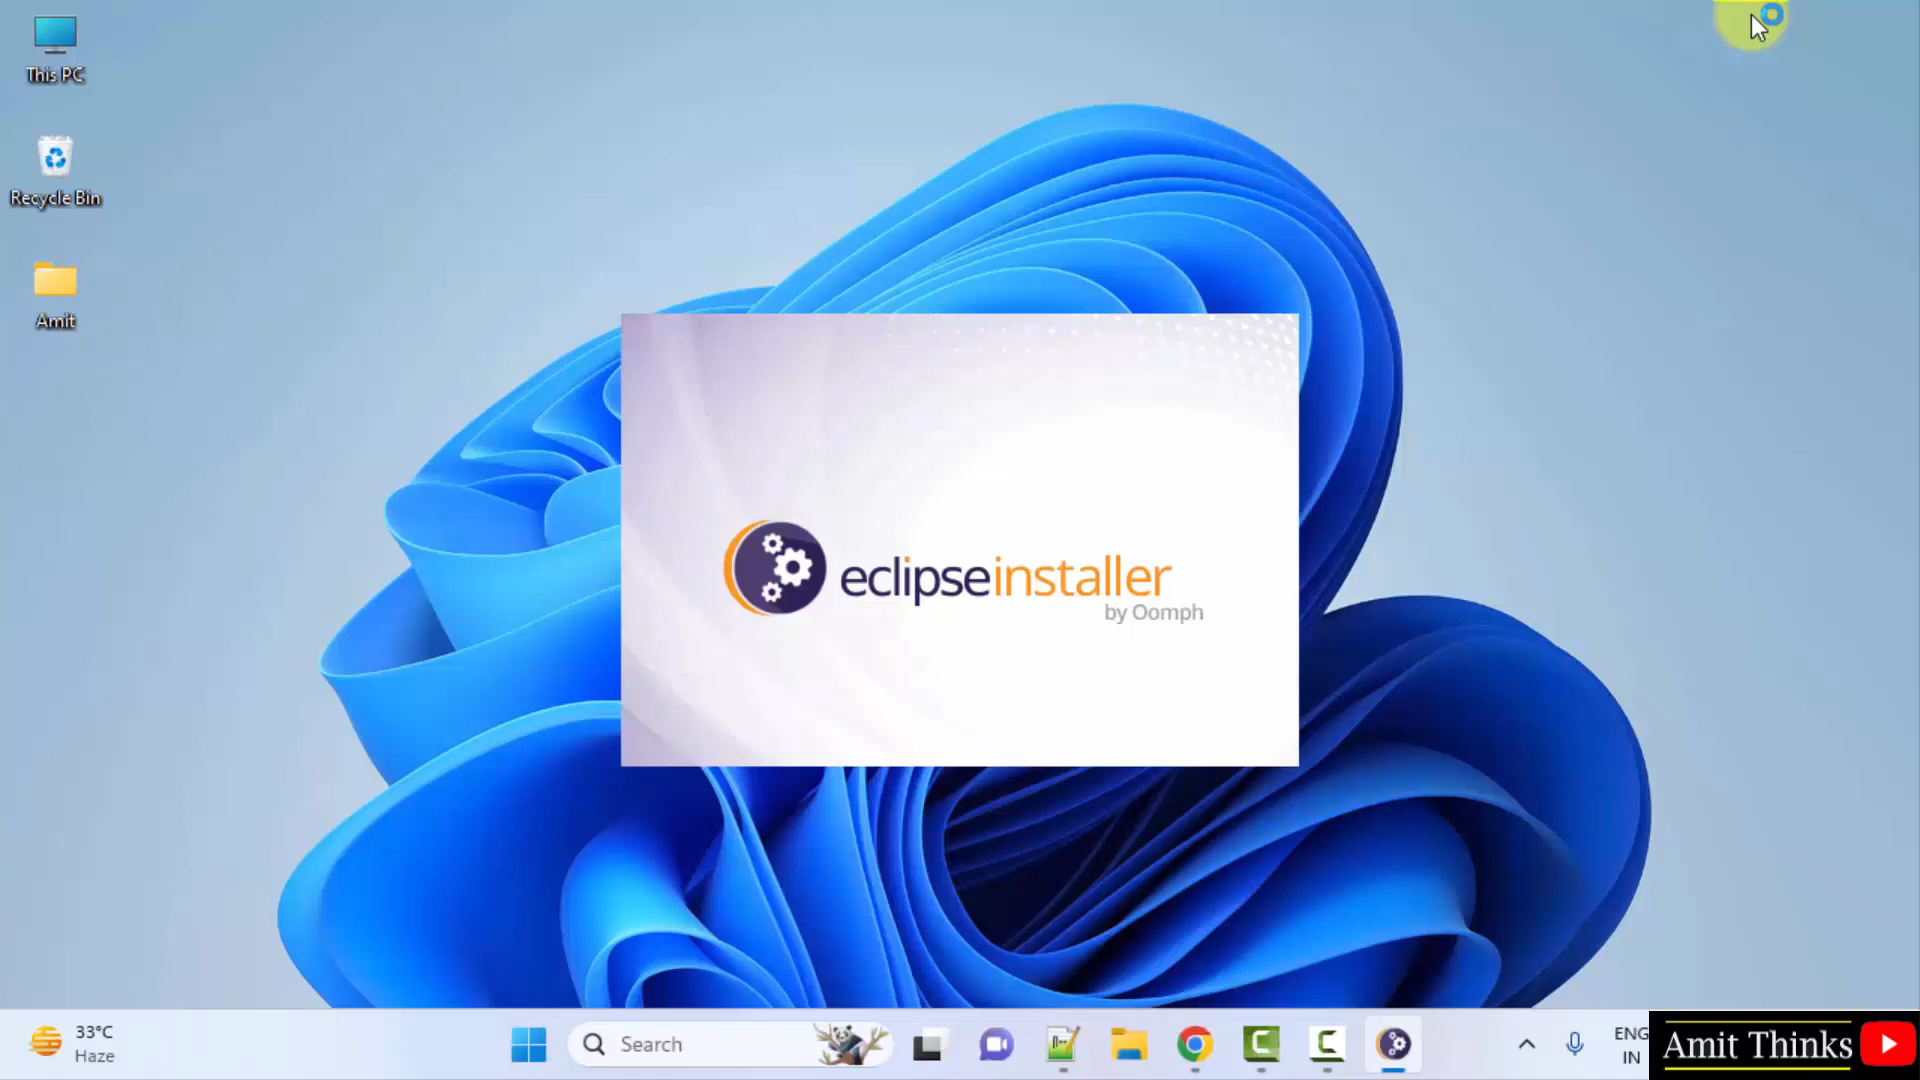 This PC
Recycle Bin
Amit
eclipseinstaller
by Oomph
33°C
Haze
Search
ENG
IN
Amit Thinks